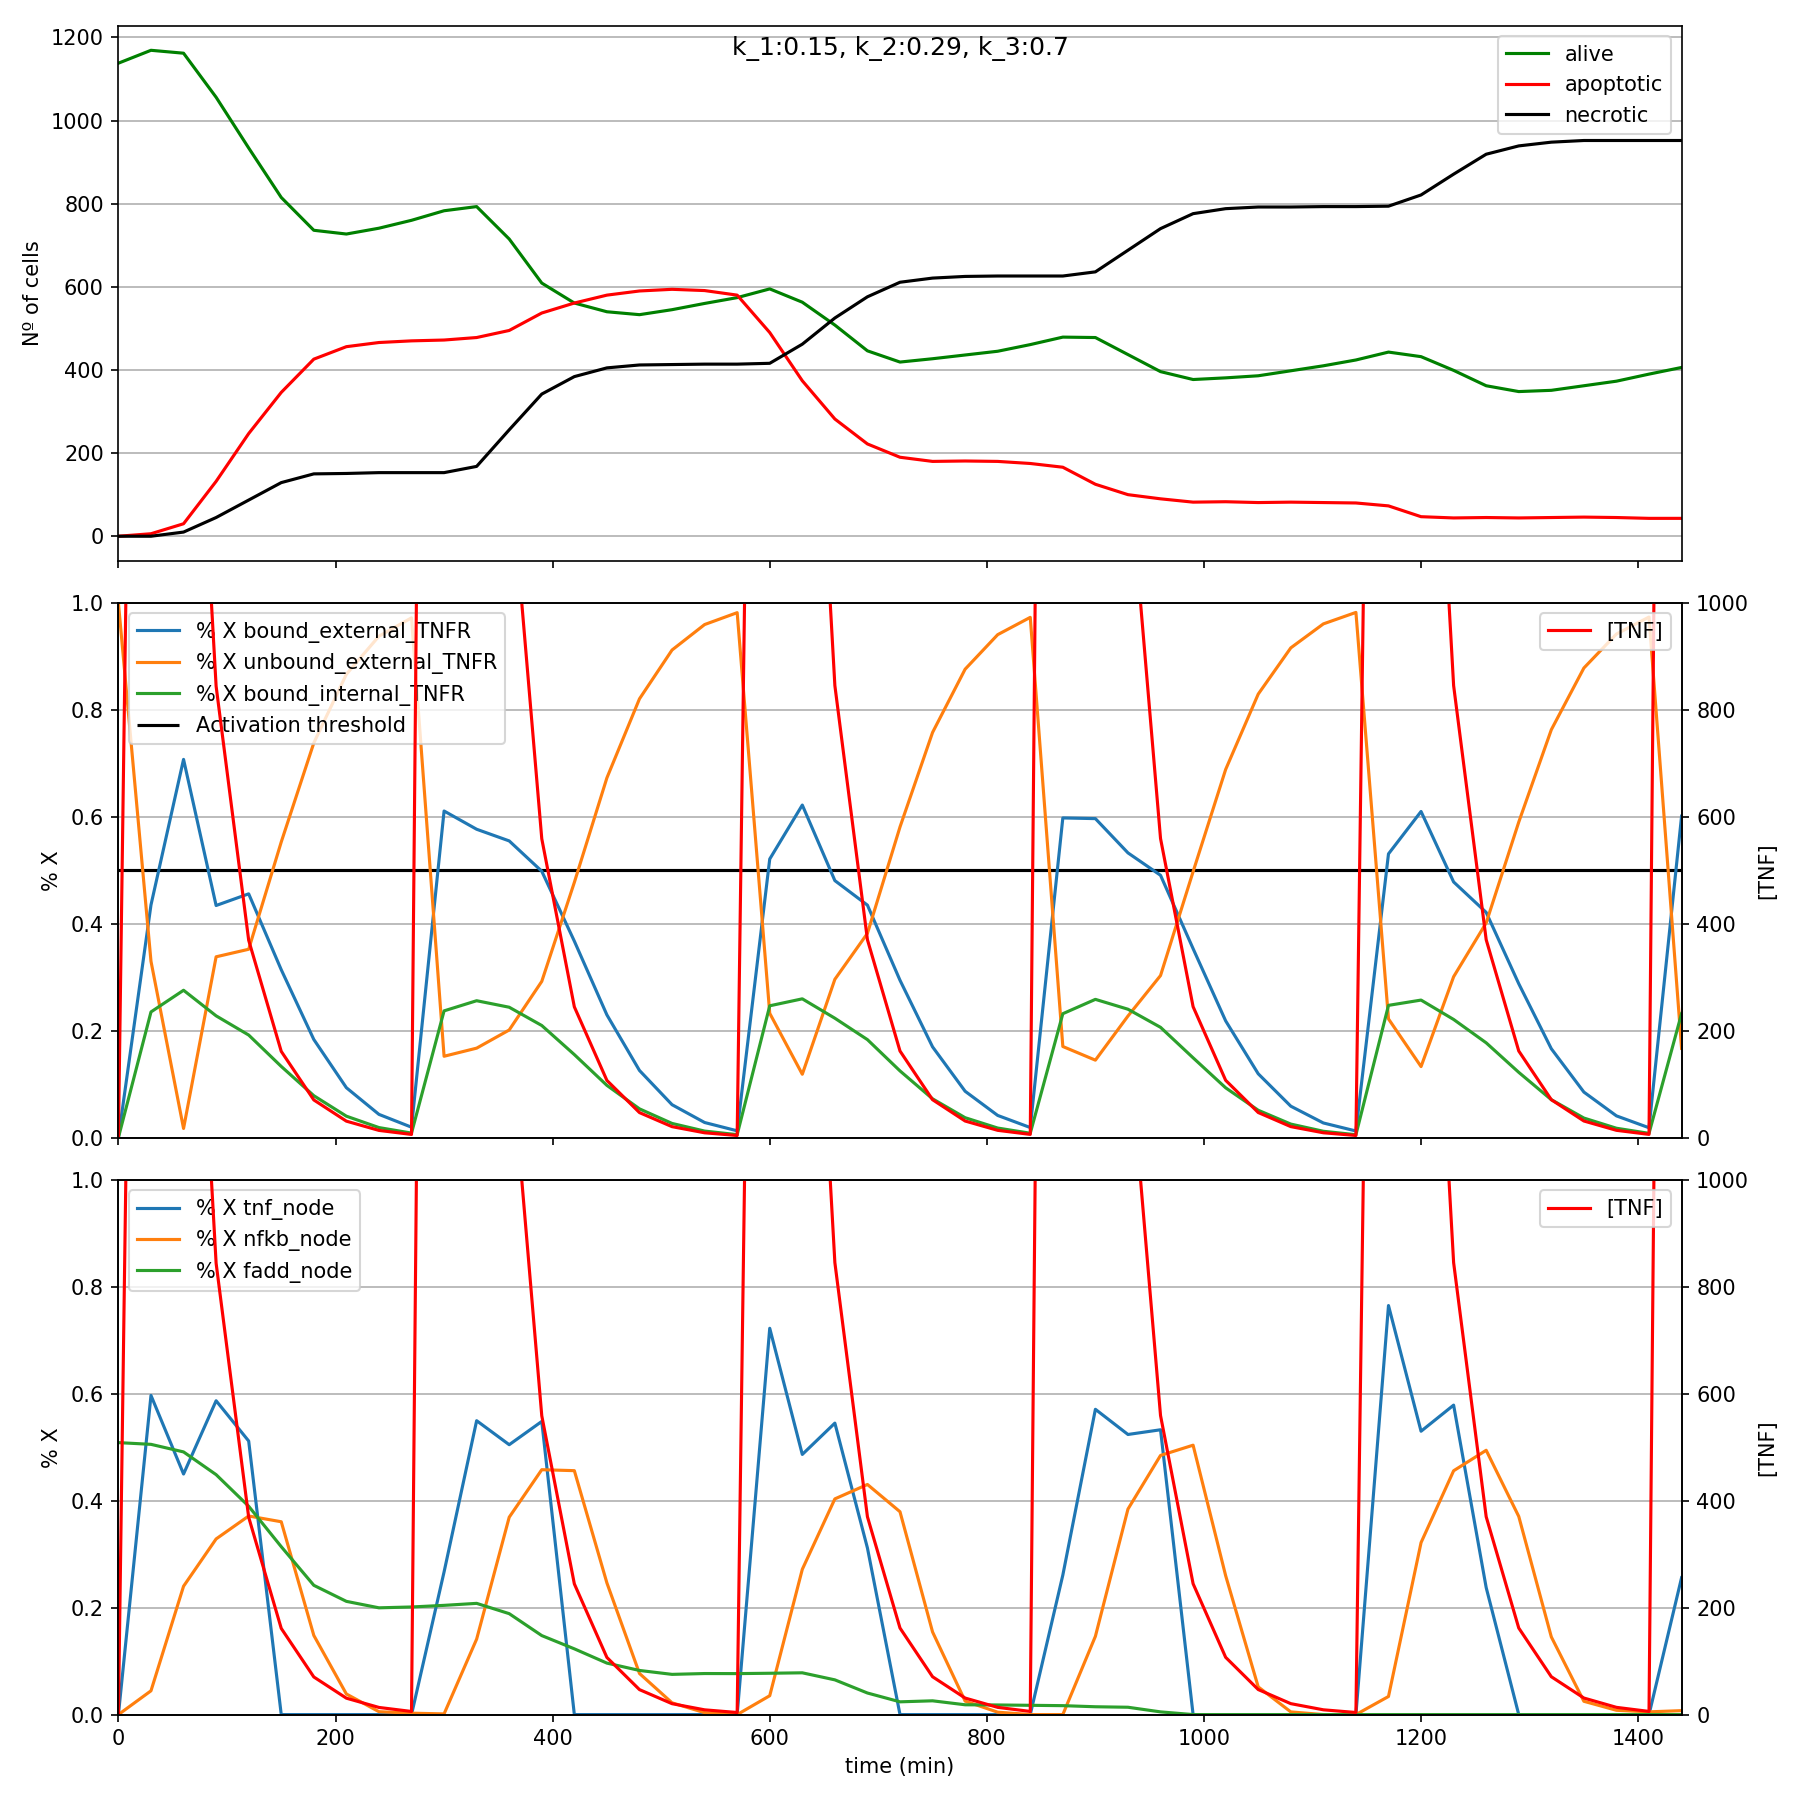 k_1:0.15, k_2:0.29, k_3:0.7
alive
apoptotic
necrotic
Nº of cells
1200
1000
800
600
400
200
0
% X bound_external_TNFR
% X unbound_external_TNFR
% X bound_internal_TNFR
Activation threshold
[TNF]
% X
1.0
0.8
0.6
0.4
0.2
0.0
1000
800
600
400
200
0
[TNF]
% X tnf_node
% X nfkb_node
% X fadd_node
[TNF]
% X
1.0
0.8
0.6
0.4
0.2
0.0
1000
800
600
400
200
0
[TNF]
0 200 400 600 800 1000 1200 1400
time (min)